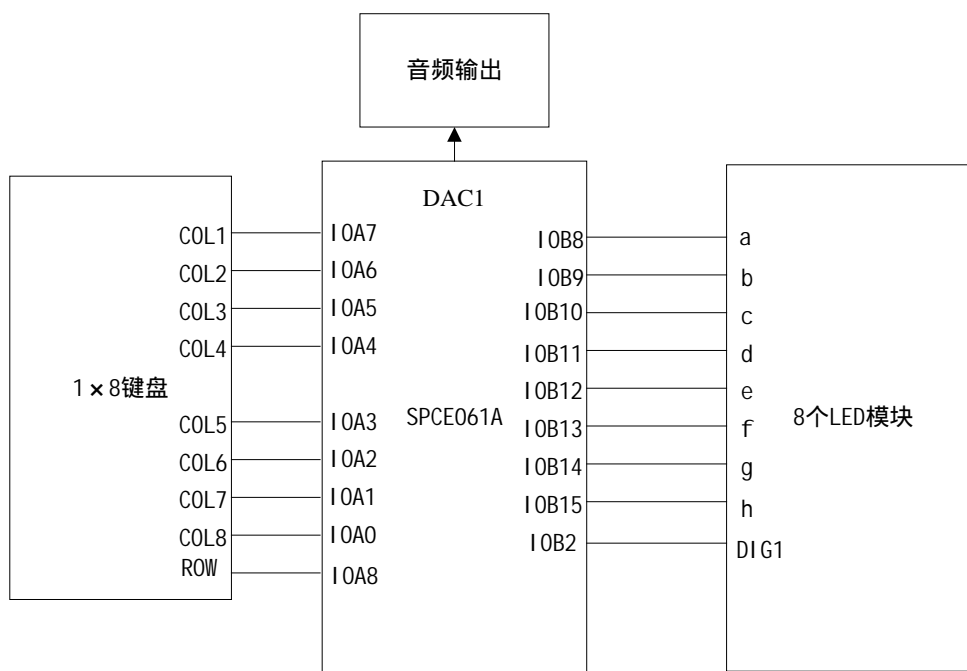 音频输出
DAC1
COL1
COL2
COL3
COL4
1×8键盘
COL5
COL6
COL7
COL8
ROW
IOA7
IOA6
IOA5
IOA4
IOA3
IOA2
IOA1
IOA0
IOA8
SPCE061A
IOB8
IOB9
IOB10
IOB11
IOB12
IOB13
IOB14
IOB15
IOB2
a
b
c
d
e
f
g
h
DIG1
8个LED模块